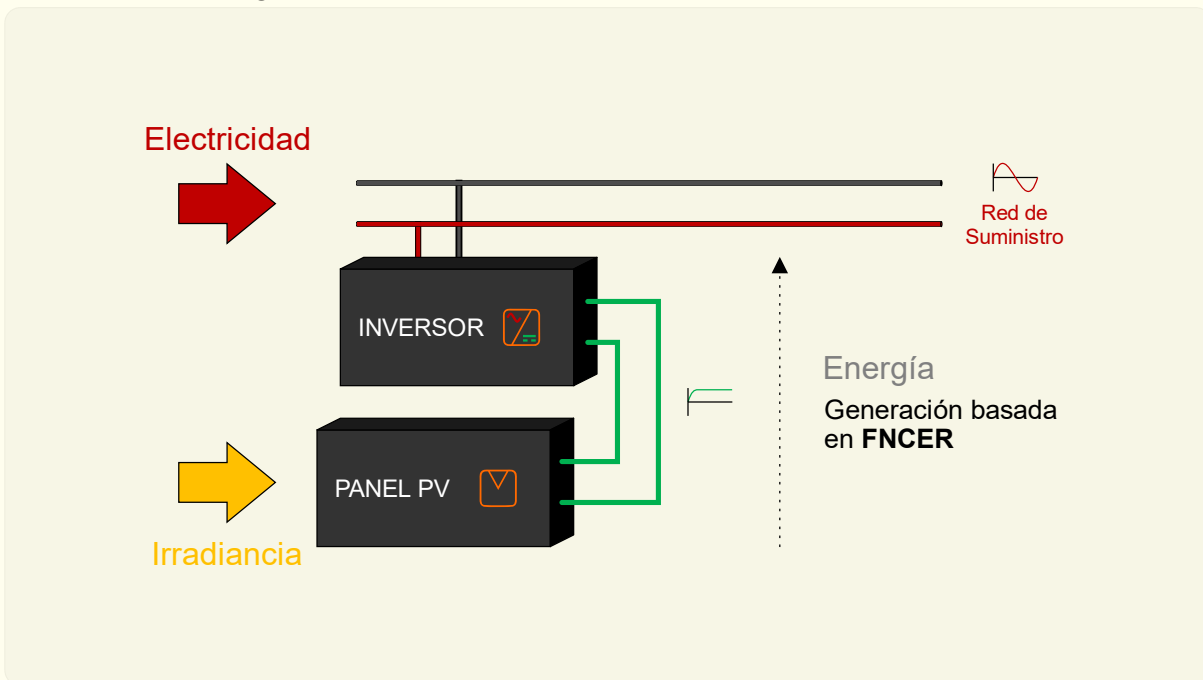 Electricidad
Red de
Suministro
INVERSOR
Energía
Generación basada
en FNCER
PANEL PV
Irradiancia